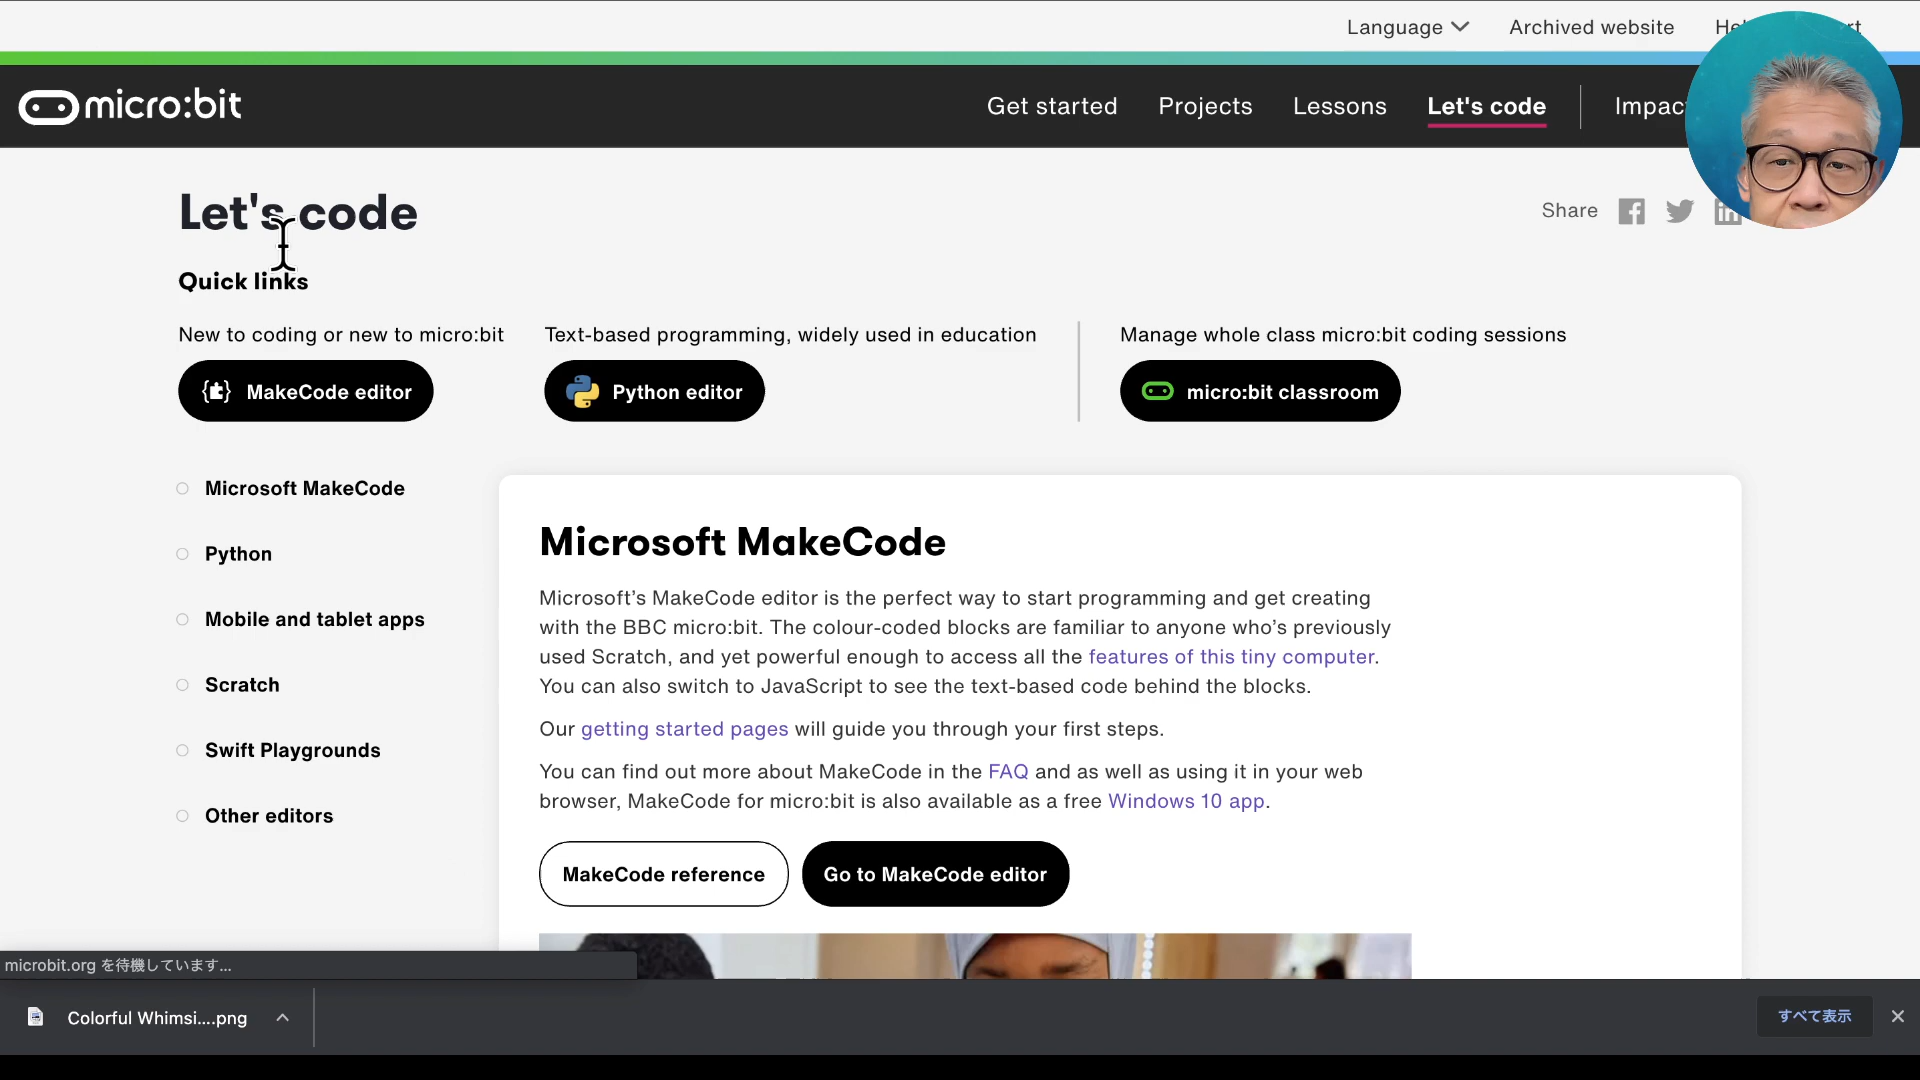 Language
Archived website
micro:bit
Get started
Projects
Lessons
Let's code
Let's code
Share
Quick links
New to coding or new to micro:bit
Text-based programming, widely used in education
Manage whole class micro:bit coding sessions
MakeCode editor
Python editor
micro:bit classroom
Microsoft MakeCode
Python
Mobile and tablet apps
Scratch
Swift Playgrounds
Other editors
Microsoft MakeCode
Microsoft’s MakeCode editor is the perfect way to start programming and get creating
with the BBC micro:bit. The colour-coded blocks are familiar to anyone who’s previously
used Scratch, and yet powerful enough to access all the features of this tiny computer.
You can also switch to JavaScript to see the text-based code behind the blocks.
Our getting started pages will guide you through your first steps.
You can find out more about MakeCode in the FAQ and as well as using it in your web
browser, MakeCode for micro:bit is also available as a free Windows 10 app.
MakeCode reference
Go to MakeCode editor
microbit.org を待機しています...
Colorful Whimsi....png
すべて表示